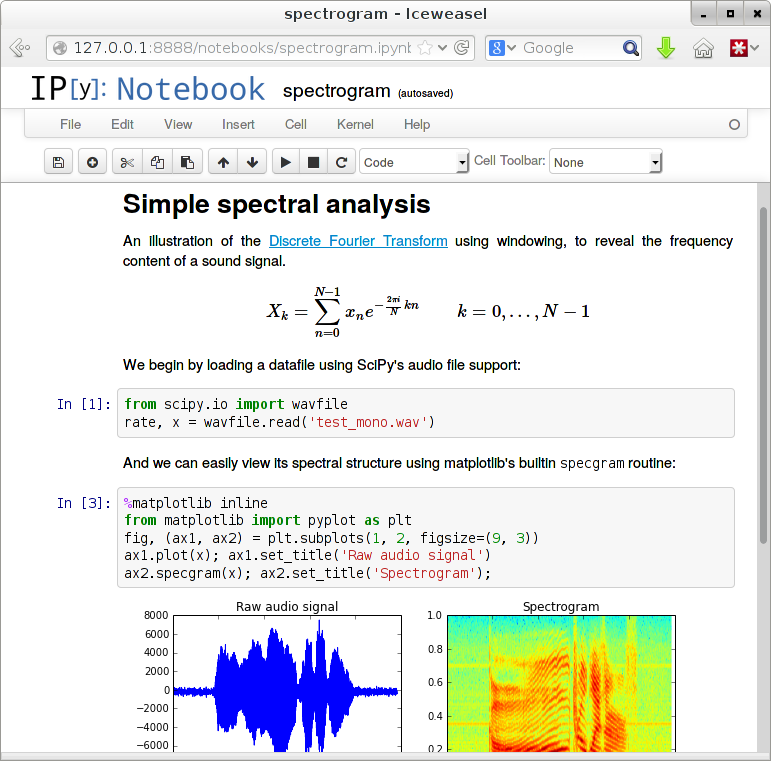 spectrogram - Iceweasel
127.0.0.1:8888/notebooks/spectrogram.ipynb
8 Google
IP[y]: Notebook spectrogram (autosaved)
File Edit View Insert Cell Kernel Help
Code Cell Toolbar: None
Simple spectral analysis
An illustration of the Discrete Fourier Transform using windowing, to reveal the frequency
content of a sound signal.
X_k = \sum_{n=0}^{N-1} x_n e^{-\frac{2\pi i}{N} kn} k = 0, ..., N − 1
We begin by loading a datafile using SciPy's audio file support:
In [1]: from scipy.io import wavfile
rate, x = wavfile.read('test_mono.wav')
And we can easily view its spectral structure using matplotlib's builtin specgram routine:
In [3]: %matplotlib inline
from matplotlib import pyplot as plt
fig, (ax1, ax2) = plt.subplots(1, 2, figsize=(9, 3))
ax1.plot(x); ax1.set_title('Raw audio signal')
ax2.specgram(x); ax2.set_title('Spectrogram');
Raw audio signal
8000
6000
4000
2000
0
−2000
−4000
−6000
Spectrogram
1.0
0.8
0.6
0.4
0.2